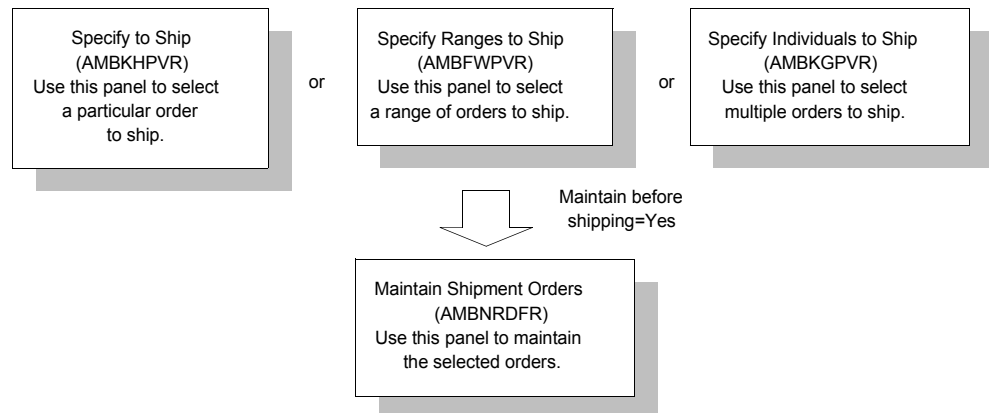 Specify to Ship
(AMBKHPVR)
Use this panel to select
a particular order
to ship.
or
Specify Ranges to Ship
(AMBFWPVR)
Use this panel to select
a range of orders to ship.
or
Specify Individuals to Ship
(AMBKGPVR)
Use this panel to select
multiple orders to ship.
Maintain before
shipping=Yes
Maintain Shipment Orders
(AMBNRDFR)
Use this panel to maintain
the selected orders.